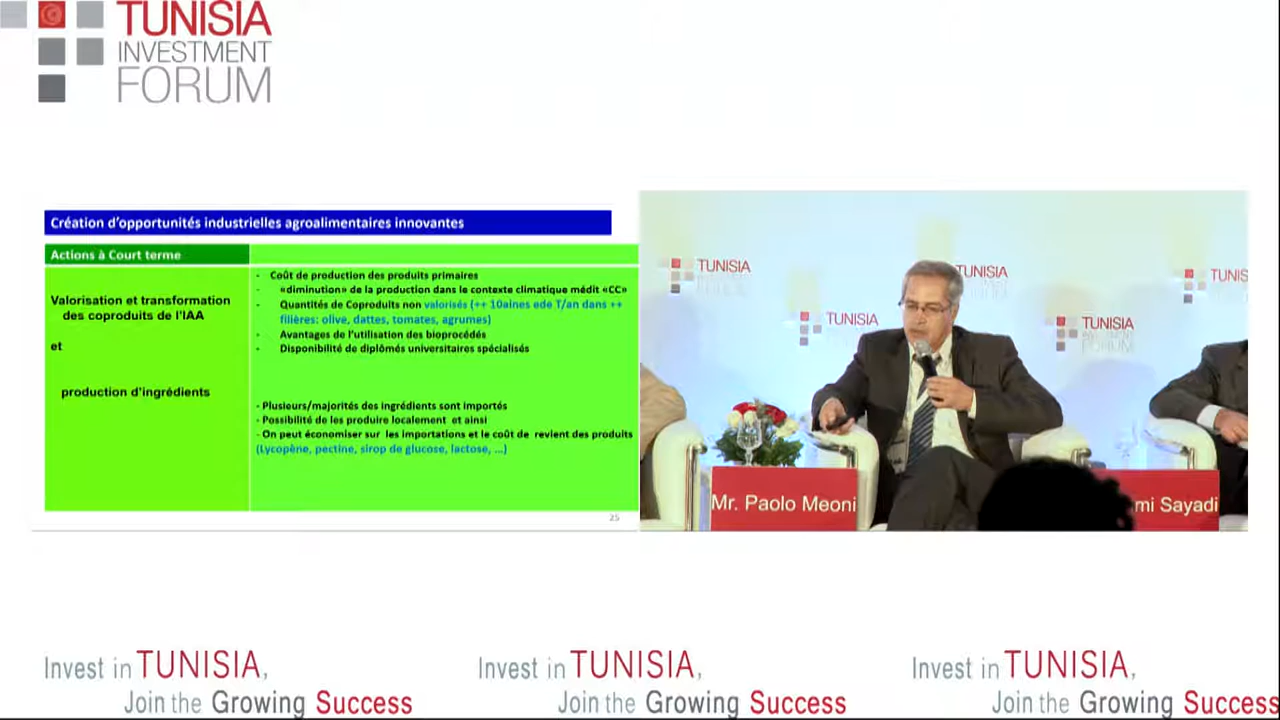 TUNISIA
INVESTMENT
FORUM
Création d'opportunités industrielles agroalimentaires innovantes
Actions à Court terme
Valorisation et transformation
des coproduits de l'IAA
et
production d'ingrédients
- Coût de production des produits primaires
- «diminution» de la production dans le contexte climatique médit «CC»
- Quantités de Coproduits non valorisés (++ 10aines ede T/an dans ++
filières: olive, dattes, tomates, agrumes)
- Avantages de l'utilisation des bioprocédés
- Disponibilité de diplômés universitaires spécialisés
- Plusieurs/majorités des ingrédients sont importés
- Possibilité de les produire localement et ainsi
- On peut économiser sur les importations et le coût de revient des produits
(Lycopène, pectine, sirop de glucose, lactose, ...)
25
TUNISIA
TUNISIA
TUNIS
TUNISIA
TUNISIA
FORUM
Mr. Paolo Meoni
mi Sayadi
Invest in TUNISIA,
Join the Growing Success
Invest in TUNISIA,
Join the Growing Success
Invest in TUNISIA,
Join the Growing Success